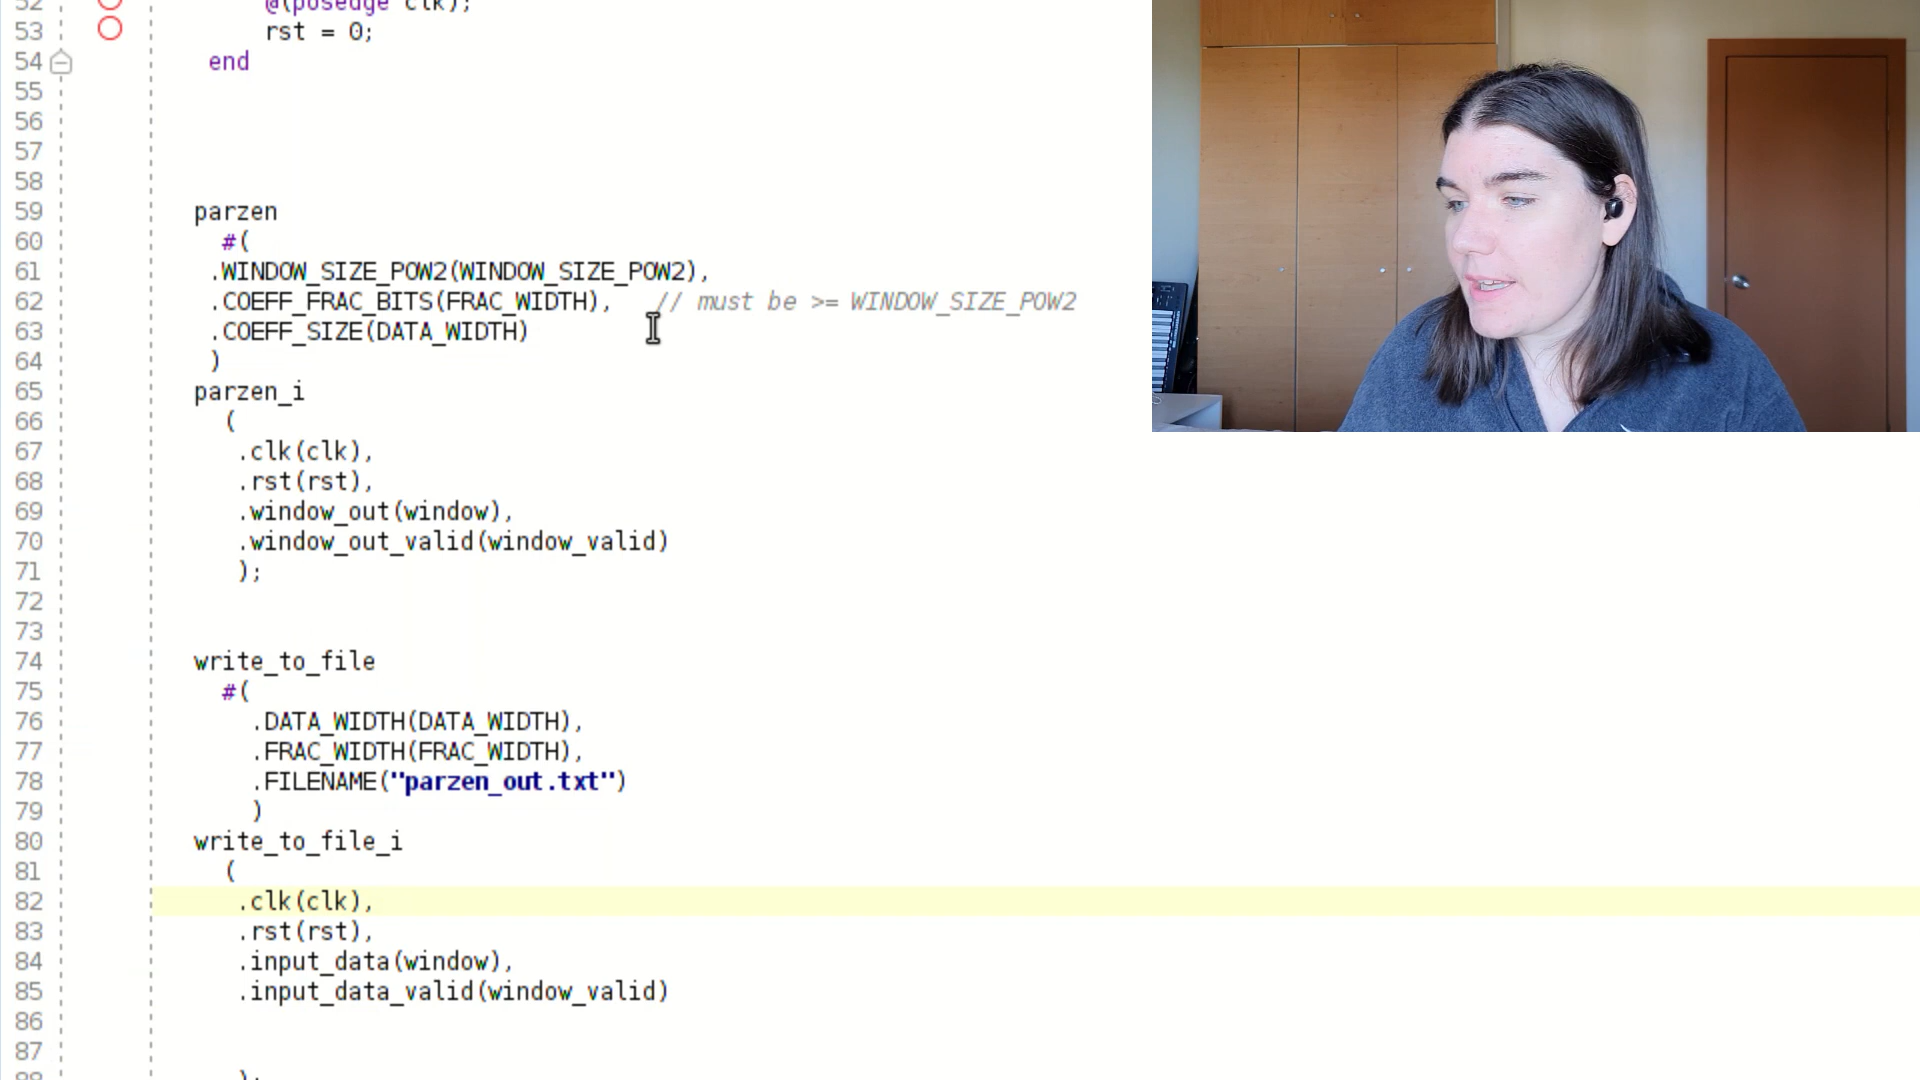 52 @(posedge clk);
53 rst = 0;
54 end
55
56
57
58
59 parzen
60 #(
61 .WINDOW_SIZE_POW2(WINDOW_SIZE_POW2),
62 .COEFF_FRAC_BITS(FRAC_WIDTH), // must be >= WINDOW_SIZE_POW2
63 .COEFF_SIZE(DATA_WIDTH)
64 )
65 parzen_i
66 (
67 .clk(clk),
68 .rst(rst),
69 .window_out(window),
70 .window_out_valid(window_valid)
71 );
72
73
74 write_to_file
75 #(
76 .DATA_WIDTH(DATA_WIDTH),
77 .FRAC_WIDTH(FRAC_WIDTH),
78 .FILENAME("parzen_out.txt")
79 )
80 write_to_file_i
81 (
82 .clk(clk),
83 .rst(rst),
84 .input_data(window),
85 .input_data_valid(window_valid)
86
87
88 );